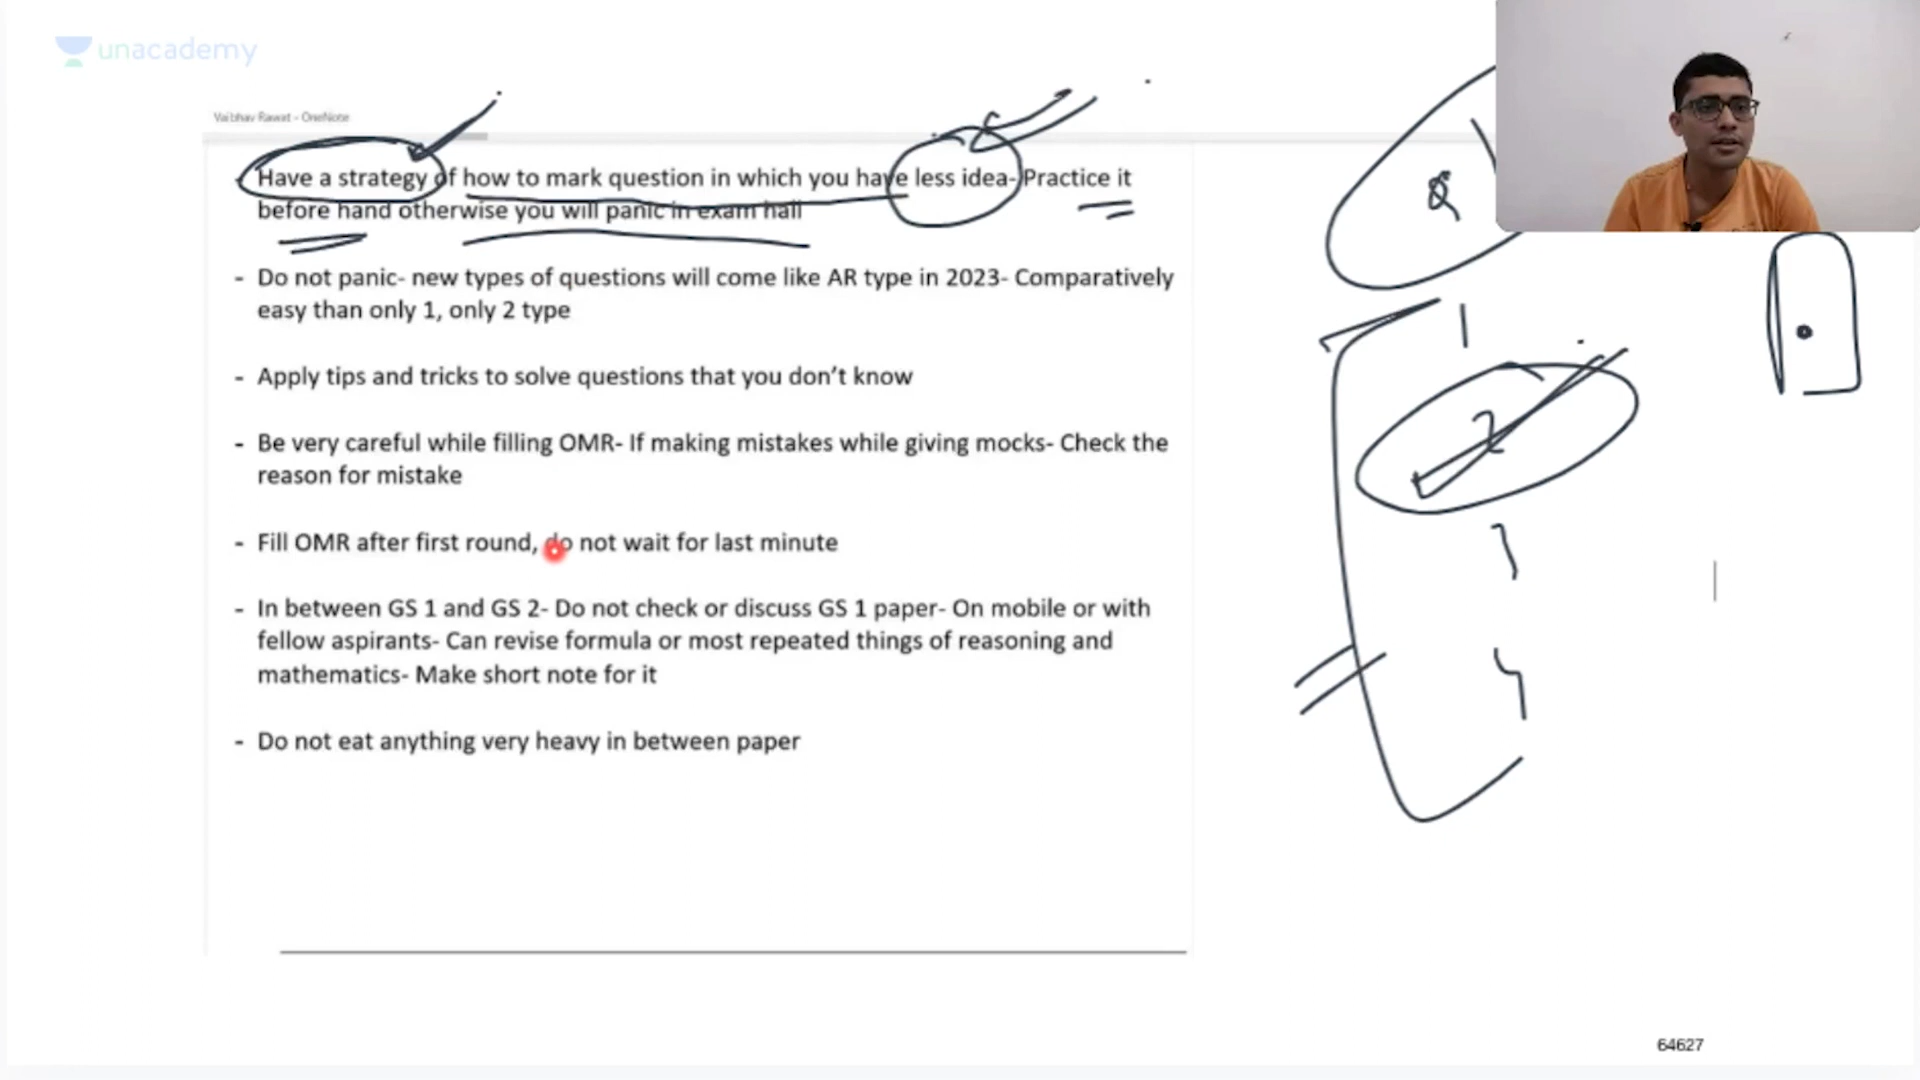 unacademy
Vaibhav Rawat - OneNote
- Have a strategy of how to mark question in which you have less idea- Practice it
before hand otherwise you will panic in exam hall
- Do not panic- new types of questions will come like AR type in 2023- Comparatively
easy than only 1, only 2 type
- Apply tips and tricks to solve questions that you don't know
- Be very careful while filling OMR- If making mistakes while giving mocks- Check the
reason for mistake
- Fill OMR after first round, do not wait for last minute
- In between GS 1 and GS 2- Do not check or discuss GS 1 paper- On mobile or with
fellow aspirants- Can revise formula or most repeated things of reasoning and
mathematics- Make short note for it
- Do not eat anything very heavy in between paper
1
2
3
4
64627